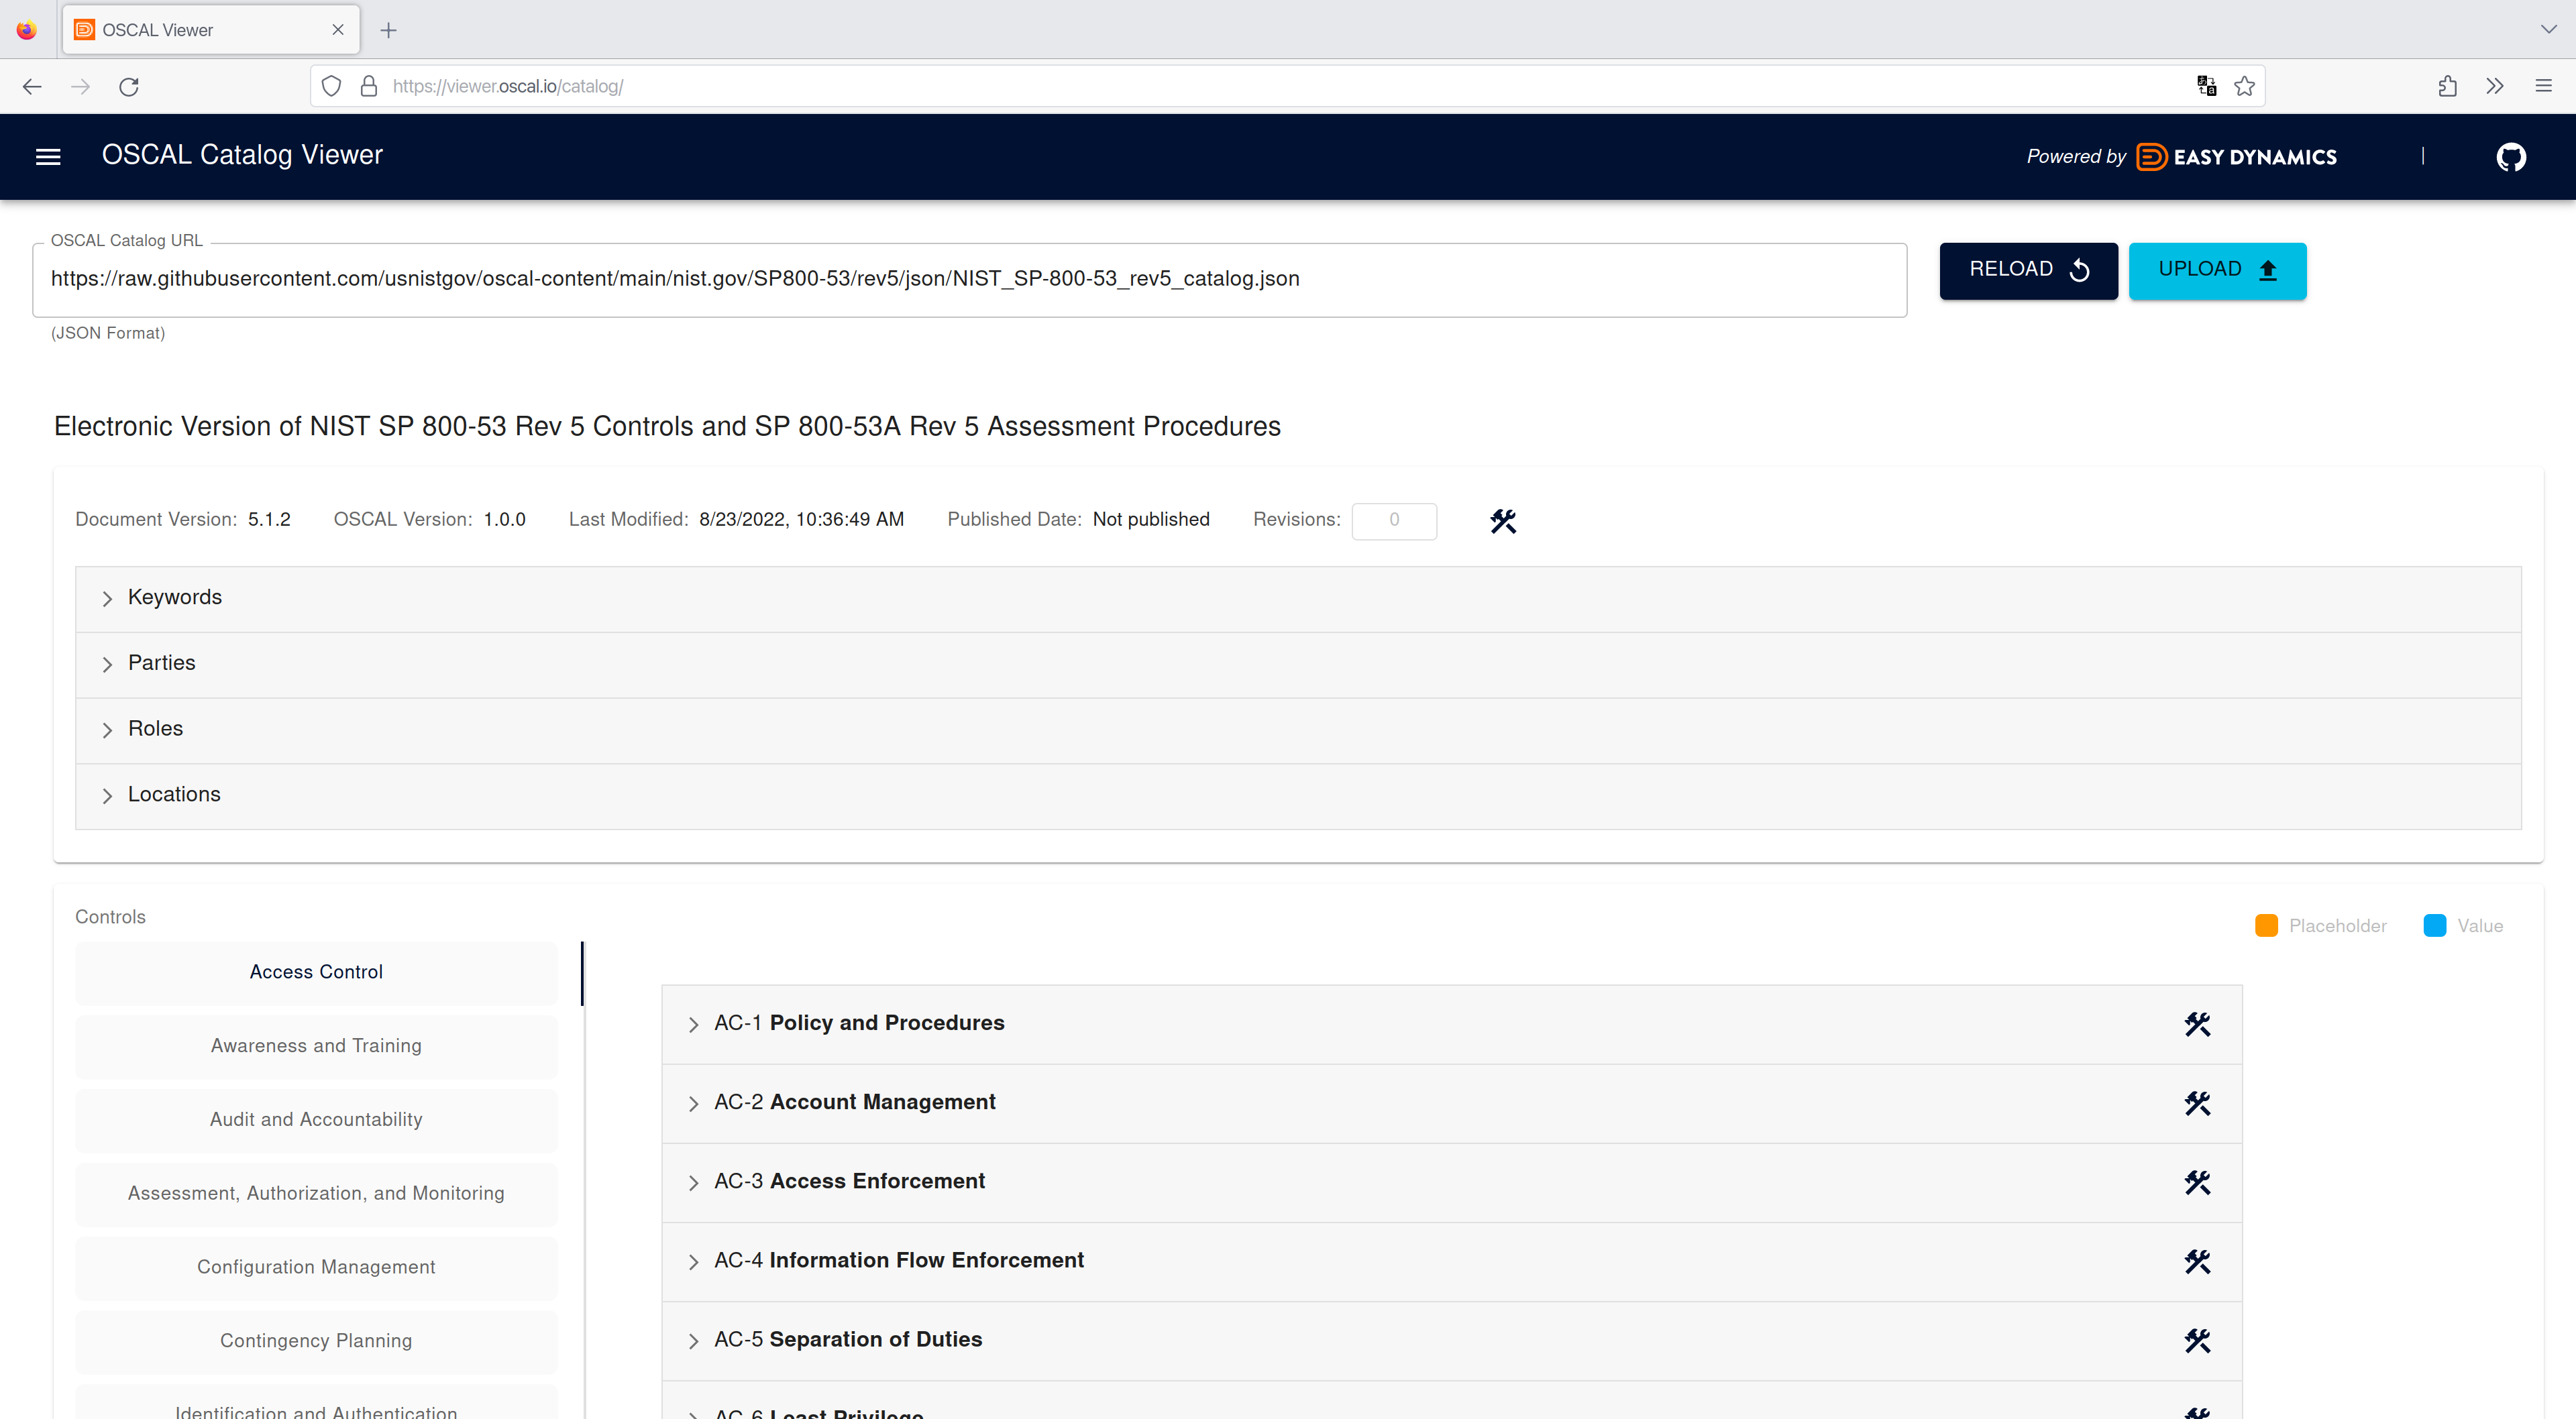 OSCAL Viewer
https://viewer.oscal.io/catalog/
OSCAL Catalog Viewer
Powered by EASY DYNAMICS |
OSCAL Catalog URL
https://raw.githubusercontent.com/usnistgov/oscal-content/main/nist.gov/SP800-53/rev5/json/NIST_SP-800-53_rev5_catalog.json
RELOAD
UPLOAD
(JSON Format)
Electronic Version of NIST SP 800-53 Rev 5 Controls and SP 800-53A Rev 5 Assessment Procedures
Document Version: 5.1.2 OSCAL Version: 1.0.0 Last Modified: 8/23/2022, 10:36:49 AM Published Date: Not published Revisions: 0
Keywords
Parties
Roles
Locations
Controls
Placeholder Value
Access Control
Awareness and Training
Audit and Accountability
Assessment, Authorization, and Monitoring
Configuration Management
Contingency Planning
Identification and Authentication
AC-1 Policy and Procedures
AC-2 Account Management
AC-3 Access Enforcement
AC-4 Information Flow Enforcement
AC-5 Separation of Duties
AC-6 Least Privilege